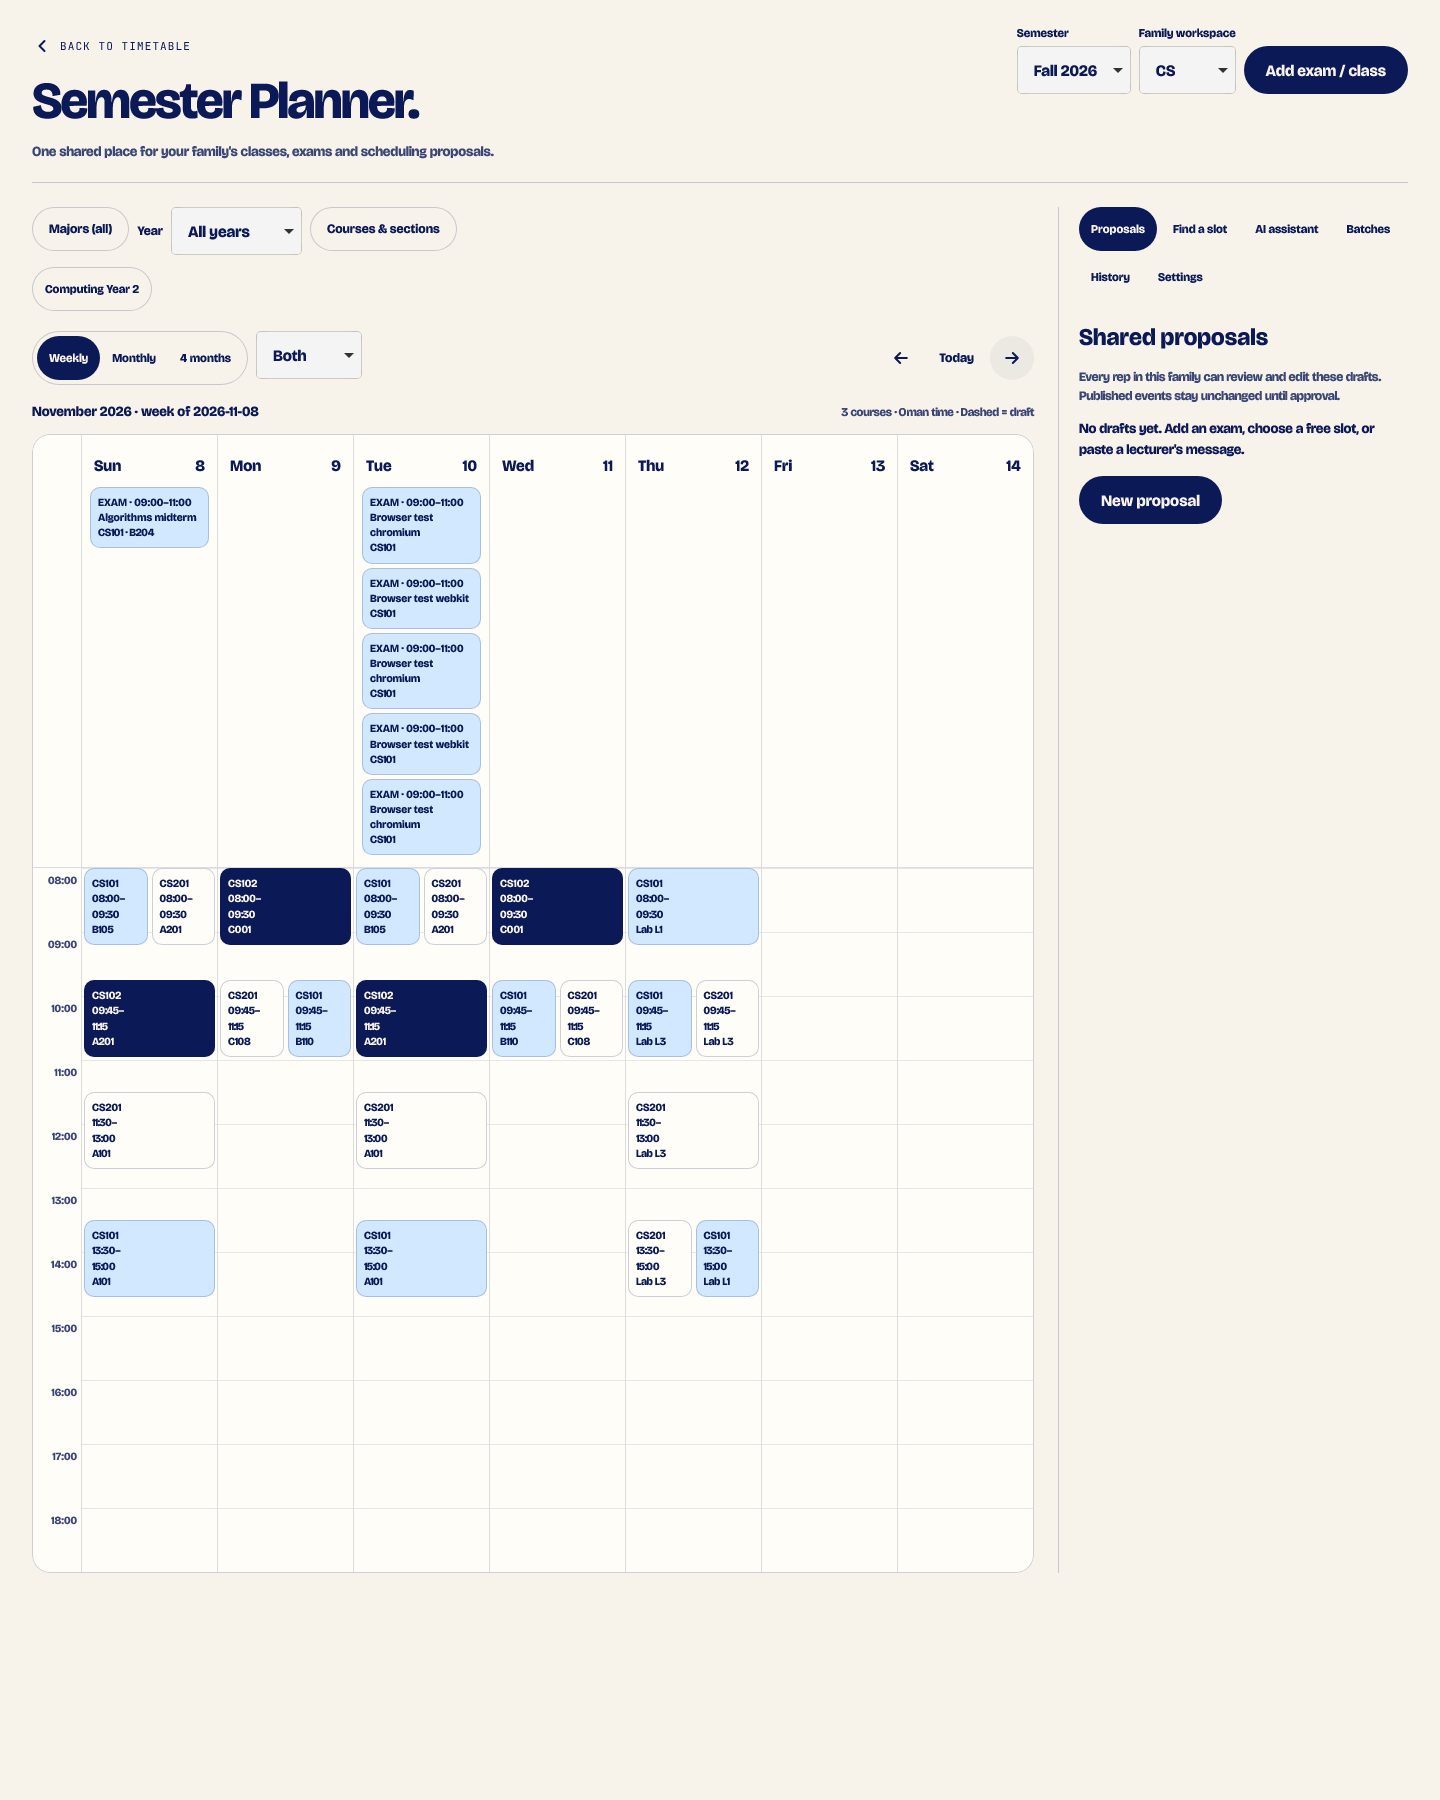 BACK TO TIMETABLE
Semester Planner.
One shared place for your family's classes, exams and scheduling proposals.
Semester
Fall 2026
Family workspace
CS
Add exam / class
Majors (all)
Year
All years
Courses & sections
Computing Year 2
Weekly
Monthly
4 months
Both
Today
November 2026 · week of 2026-11-08
3 courses · Oman time · Dashed = draft
Sun 8
Mon 9
Tue 10
Wed 11
Thu 12
Fri 13
Sat 14
EXAM · 09:00–11:00
Algorithms midterm
CS101 · B204
EXAM · 09:00–11:00
Browser test
chromium
CS101
EXAM · 09:00–11:00
Browser test webkit
CS101
EXAM · 09:00–11:00
Browser test
chromium
CS101
EXAM · 09:00–11:00
Browser test webkit
CS101
EXAM · 09:00–11:00
Browser test
chromium
CS101
08:00
09:00
10:00
11:00
12:00
13:00
14:00
15:00
16:00
17:00
18:00
CS101
08:00–
09:30
B105
CS201
08:00–
09:30
A201
CS102
09:45–
11:15
A201
CS201
11:30–
13:00
A101
CS101
13:30–
15:00
A101
CS102
08:00–
09:30
C001
CS201
09:45–
11:15
C108
CS101
09:45–
11:15
B110
CS101
08:00–
09:30
B105
CS201
08:00–
09:30
A201
CS102
09:45–
11:15
A201
CS201
11:30–
13:00
A101
CS101
13:30–
15:00
A101
CS102
08:00–
09:30
C001
CS101
09:45–
11:15
B110
CS201
09:45–
11:15
C108
CS101
08:00–
09:30
Lab L1
CS101
09:45–
11:15
Lab L3
CS201
09:45–
11:15
Lab L3
CS201
11:30–
13:00
Lab L3
CS201
13:30–
15:00
Lab L3
CS101
13:30–
15:00
Lab L1
Proposals
Find a slot
AI assistant
Batches
History
Settings
Shared proposals
Every rep in this family can review and edit these drafts.
Published events stay unchanged until approval.
No drafts yet. Add an exam, choose a free slot, or
paste a lecturer's message.
New proposal